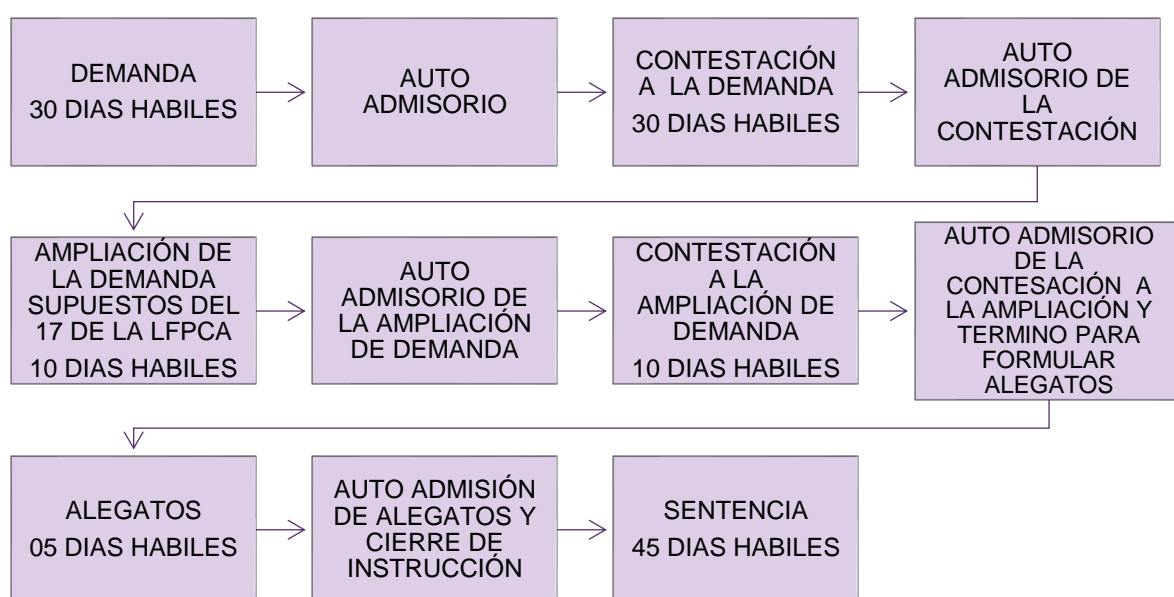 DEMANDA
30 DIAS HABILES
AUTO
ADMISORIO
CONTESTACIÓN
A LA DEMANDA
30 DIAS HABILES
AUTO
ADMISORIO DE
LA
CONTESTACIÓN
AMPLIACIÓN DE
LA DEMANDA
SUPUESTOS DEL
17 DE LA LFPCA
10 DIAS HABILES
AUTO
ADMISORIO DE
LA AMPLIACIÓN
DE DEMANDA
CONTESTACIÓN
A LA
AMPLIACIÓN DE
DEMANDA
10 DIAS HABILES
AUTO ADMISORIO
DE LA
CONTESACIÓN A
LA AMPLIACIÓN Y
TERMINO PARA
FORMULAR
ALEGATOS
ALEGATOS
05 DIAS HABILES
AUTO ADMISIÓN
DE ALEGATOS Y
CIERRE DE
INSTRUCCIÓN
SENTENCIA
45 DIAS HABILES